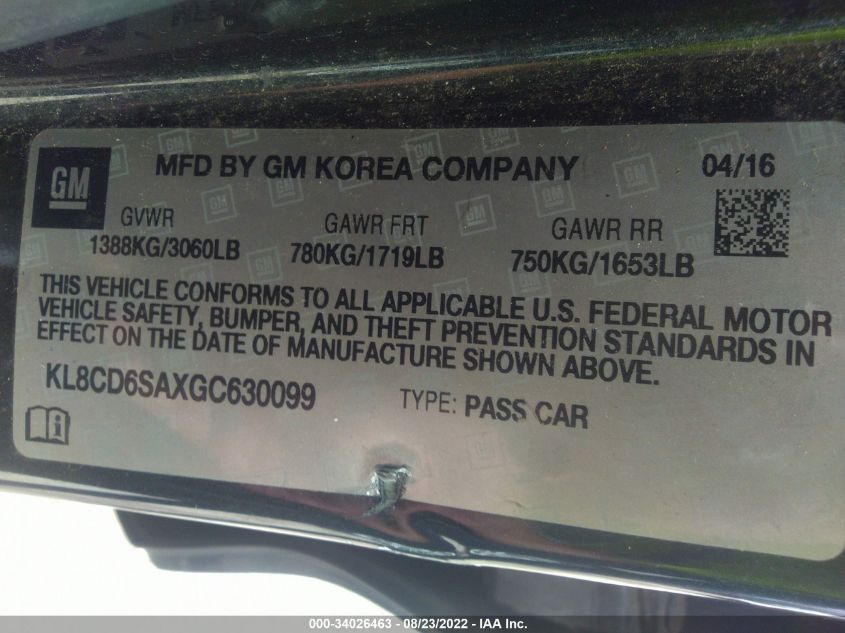 GM
MFD BY GM KOREA COMPANY
04/16
GVWR
GAWR FRT
GAWR RR
1388KG/3060LB
780KG/1719LB
750KG/1653LB
THIS VEHICLE CONFORMS TO ALL APPLICABLE U.S. FEDERAL MOTOR
VEHICLE SAFETY, BUMPER, AND THEFT PREVENTION STANDARDS IN
EFFECT ON THE DATE OF MANUFACTURE SHOWN ABOVE.
KL8CD6SAXGC630099
TYPE: PASS CAR
000-34026463 - 08/23/2022 - IAA Inc.